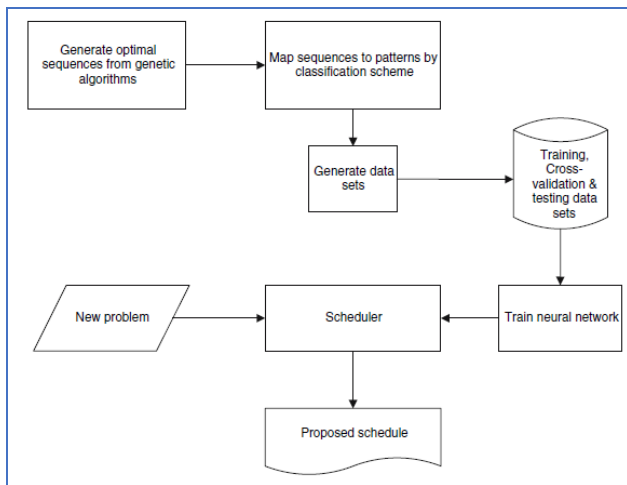 Generate optimal
sequences from genetic
algorithms
Map sequences to patterns by
classification scheme
Generate data
sets
Training,
Cross-
validation &
testing data
sets
New problem
Scheduler
Train neural network
Proposed schedule